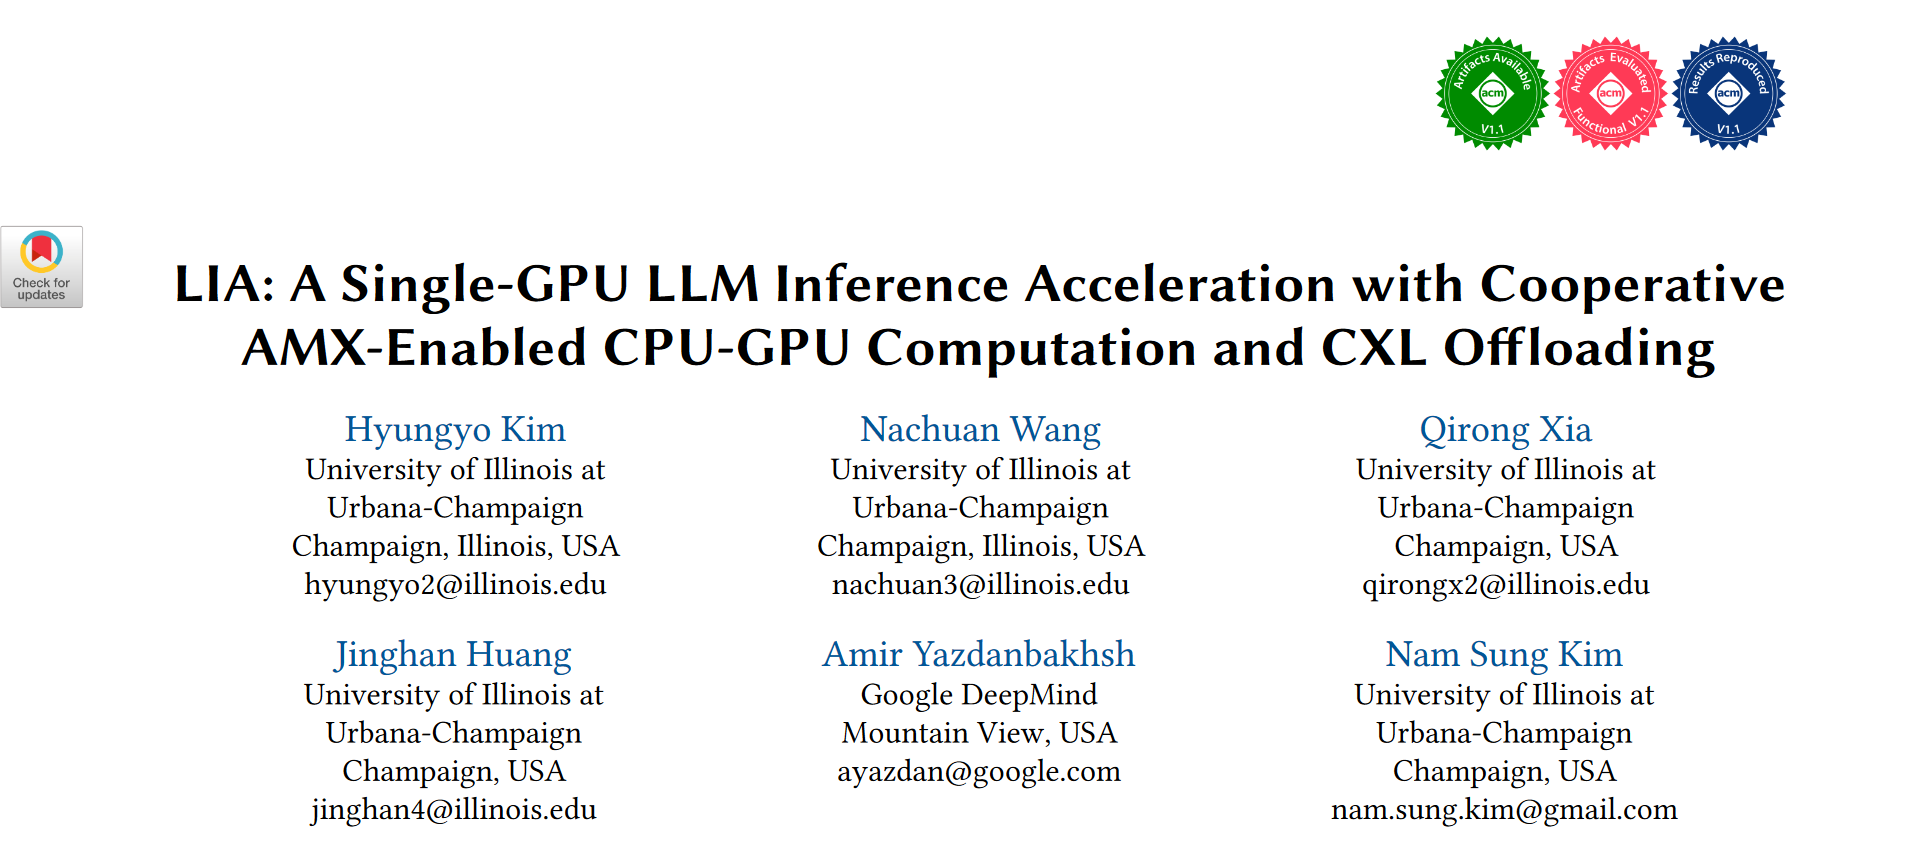 Artifacts Available
acm
V1.1
Artifacts Evaluated
acm
Functional V1.1
Results Reproduced
acm
V1.1
Check for
updates
LIA: A Single-GPU LLM Inference Acceleration with Cooperative
AMX-Enabled CPU-GPU Computation and CXL Offloading
Hyungyo Kim
University of Illinois at
Urbana-Champaign
Champaign, Illinois, USA
hyungyo2@illinois.edu
Nachuan Wang
University of Illinois at
Urbana-Champaign
Champaign, Illinois, USA
nachuan3@illinois.edu
Qirong Xia
University of Illinois at
Urbana-Champaign
Champaign, USA
qirongx2@illinois.edu
Jinghan Huang
University of Illinois at
Urbana-Champaign
Champaign, USA
jinghan4@illinois.edu
Amir Yazdanbakhsh
Google DeepMind
Mountain View, USA
ayazdan@google.com
Nam Sung Kim
University of Illinois at
Urbana-Champaign
Champaign, USA
nam.sung.kim@gmail.com